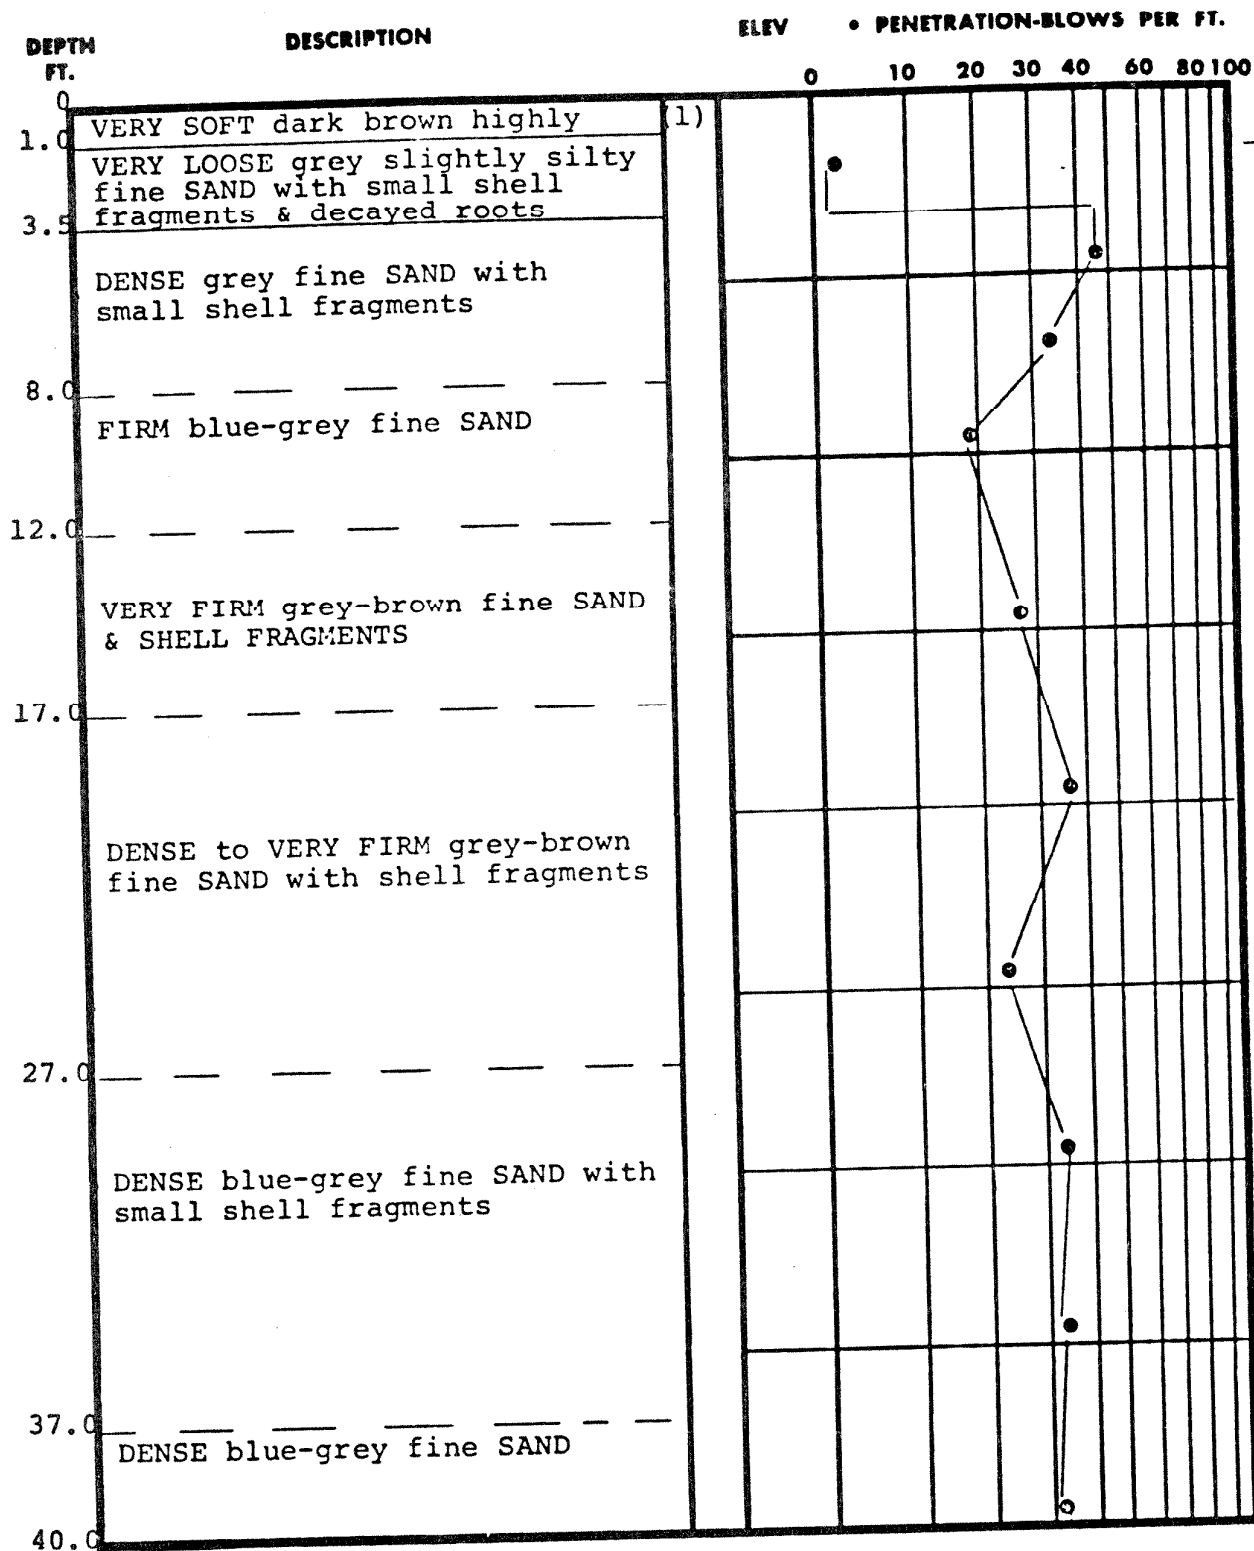 DEPTH FT.
DESCRIPTION
ELEV
• PENETRATION-BLOWS PER FT.
0 10 20 30 40 60 80 100
0
VERY SOFT dark brown highly
(1)
1.0
VERY LOOSE grey slightly silty
fine SAND with small shell
fragments & decayed roots
3.5
DENSE grey fine SAND with
small shell fragments
8.0
FIRM blue-grey fine SAND
12.0
VERY FIRM grey-brown fine SAND
& SHELL FRAGMENTS
17.0
DENSE to VERY FIRM grey-brown
fine SAND with shell fragments
27.0
DENSE blue-grey fine SAND with
small shell fragments
37.0
DENSE blue-grey fine SAND
40.0